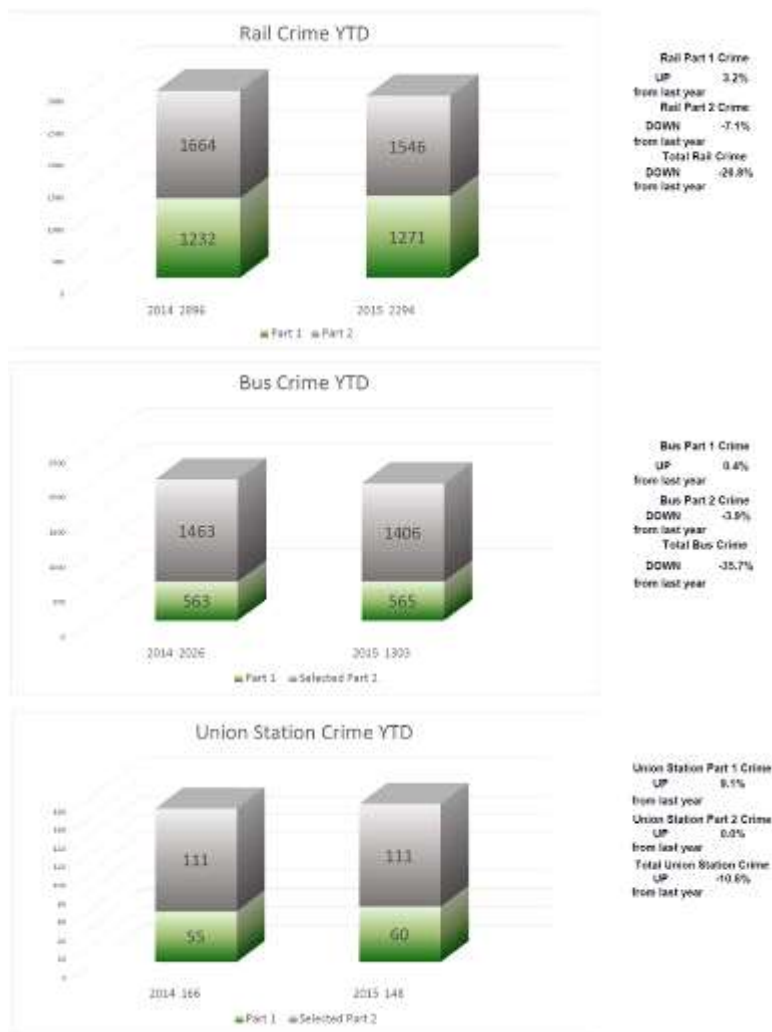 Rail Crime YTD
1664
1546
1232
1271
0
2014 2896
2015 2294
Part 1
Part 2
Rail Part 1 Crime
UP 3.2%
from last year
Rail Part 2 Crime
DOWN -7.1%
from last year
Total Rail Crime
DOWN
from last year
Bus Crime YTD
1463
1406
563
565
0
2014 2026
2015 1303
Part 1
Selected Part 2
Bus Part 1 Crime
UP 0.4%
from last year
Bus Part 2 Crime
DOWN -3.9%
from last year
Total Bus Crime
DOWN -35.7%
from last year
Union Station Crime YTD
111
111
55
60
0
2014 166
2015 148
Part 1
Selected Part 2
Union Station Part 1 Crime
UP 9.1%
from last year
Union Station Part 2 Crime
UP 0.0%
from last year
Total Union Station Crime
UP -10.8%
from last year